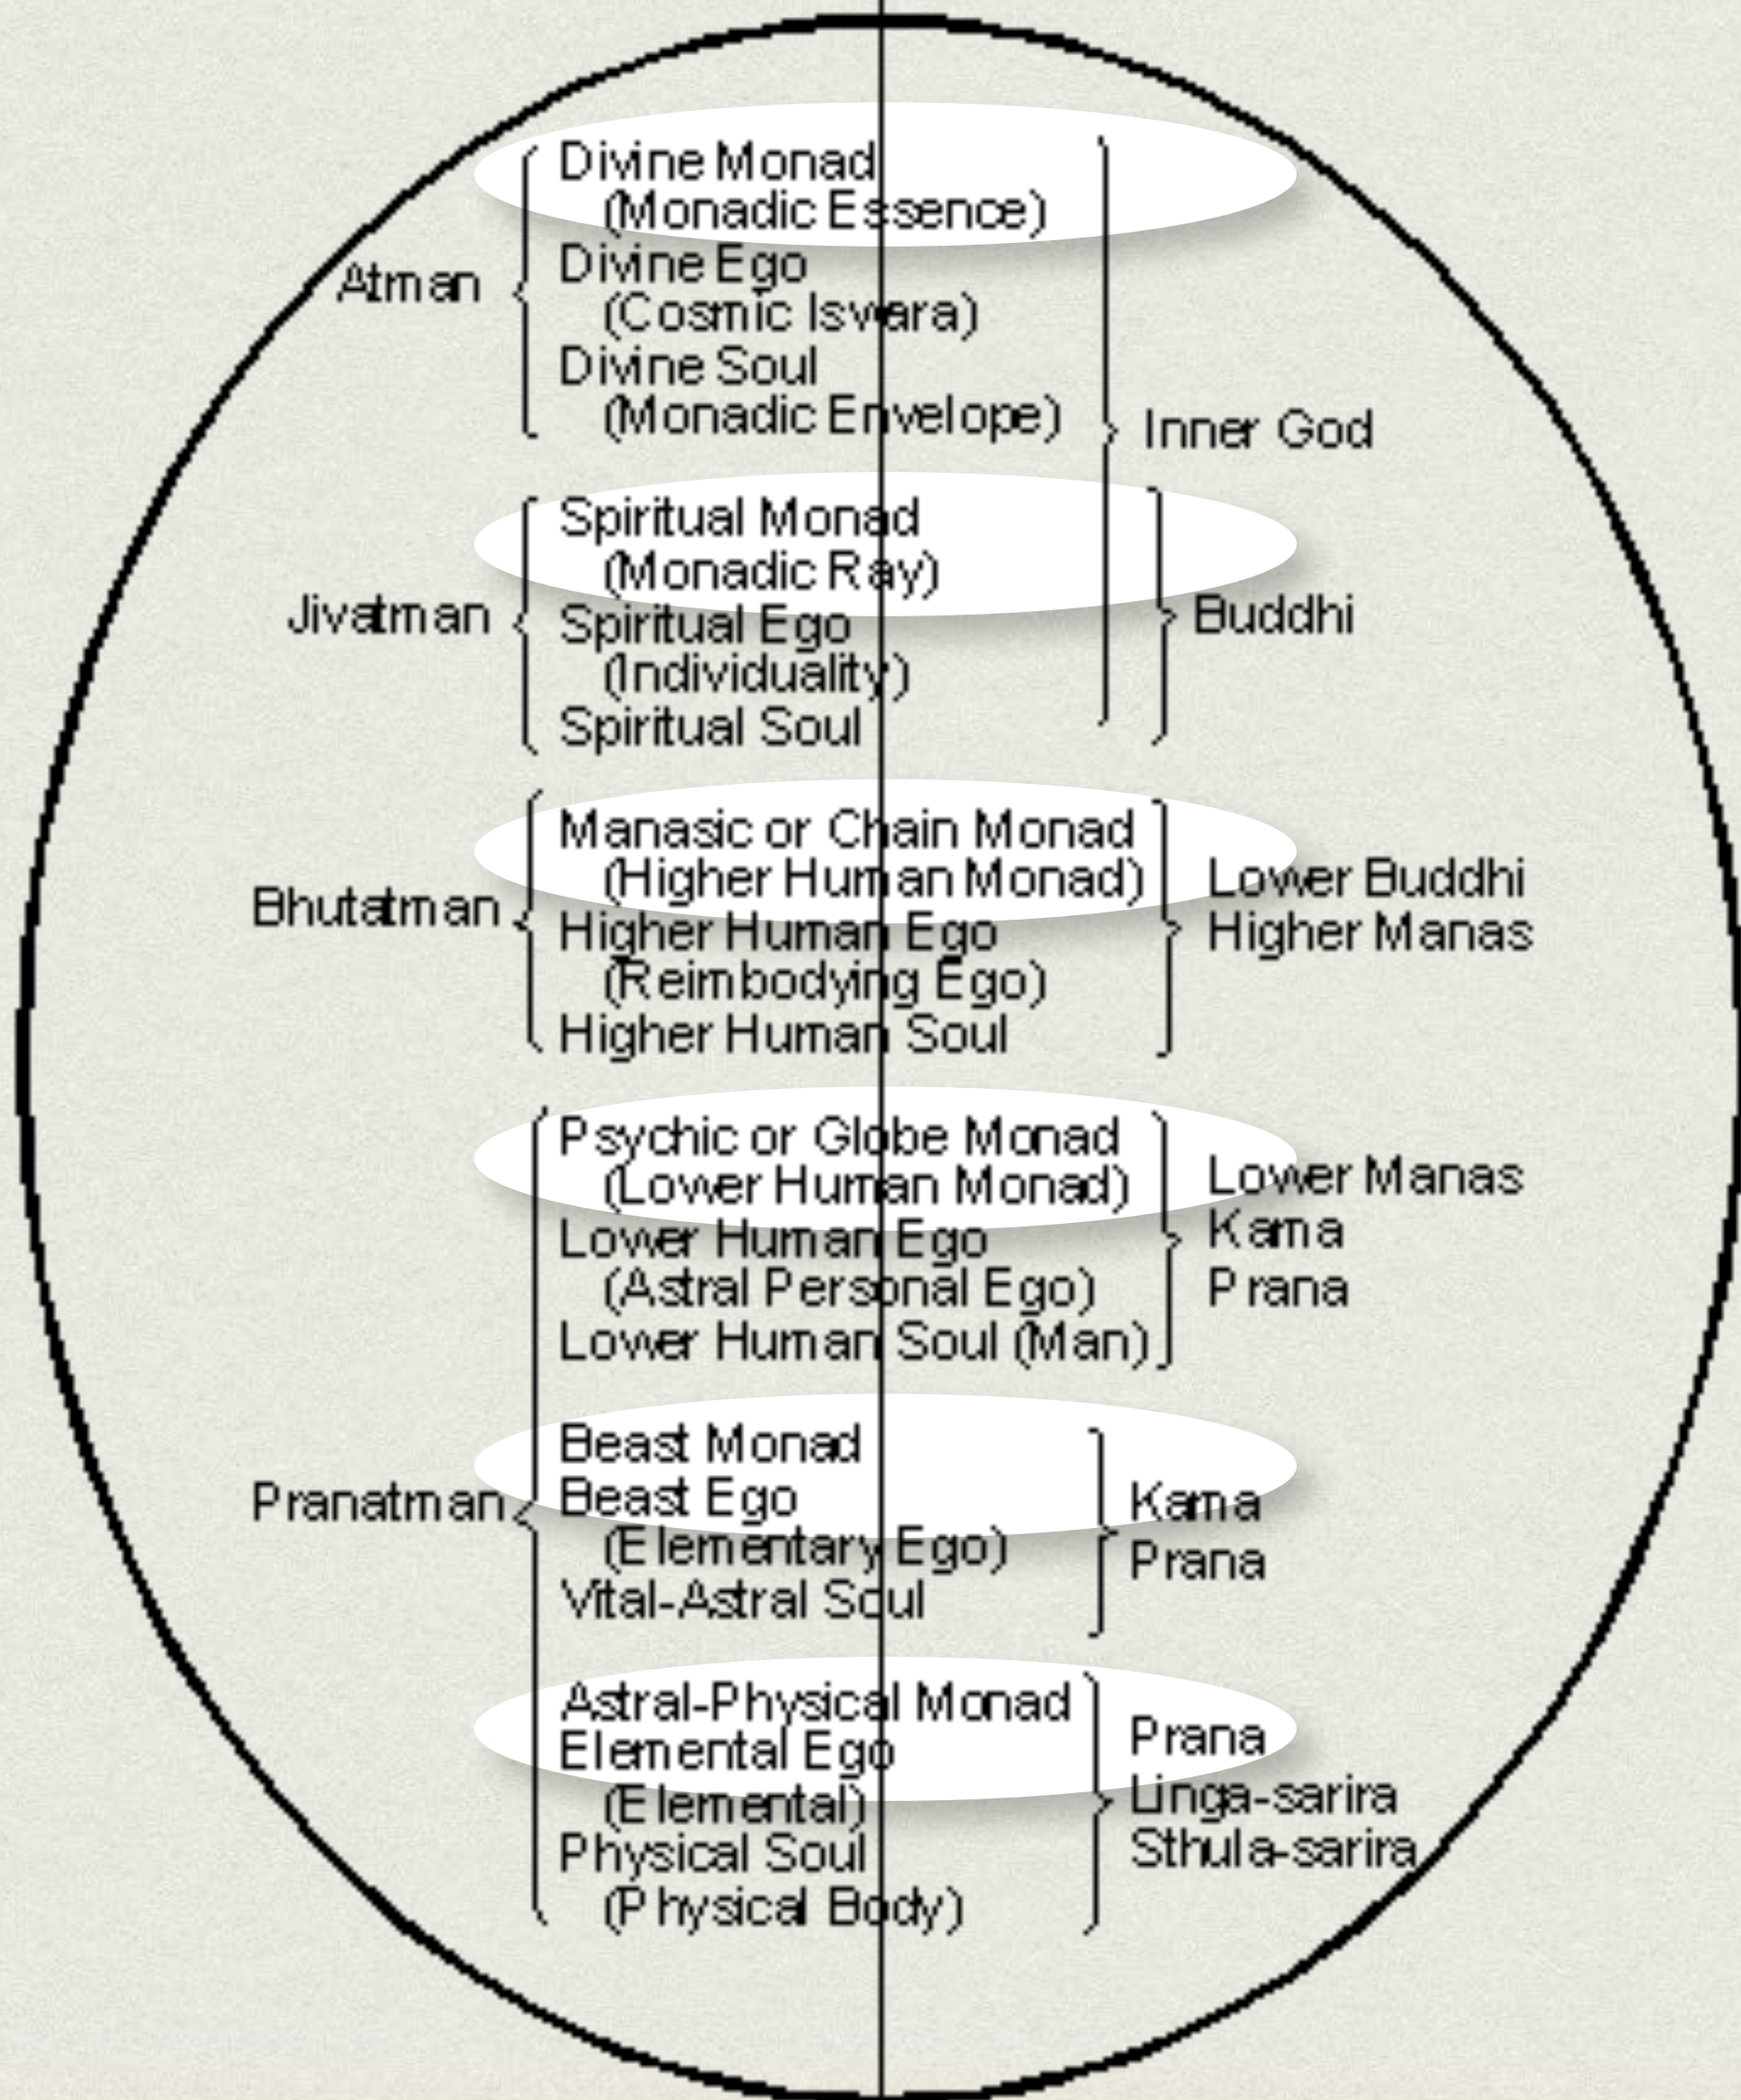 Divine Monad
(Monadic Essence)
Divine Ego
(Cosmic Iswara)
Divine Soul
(Monadic Envelope)
Atman
Inner God
Spiritual Monad
(Monadic Ray)
Spiritual Ego
(Individuality)
Spiritual Soul
Jivatman
Buddhi
Manasic or Chain Monad
(Higher Human Monad)
Higher Human Ego
(Reimbodying Ego)
Higher Human Soul
Bhutatman
Lower Buddhi
Higher Manas
Psychic or Globe Monad
(Lower Human Monad)
Lower Human Ego
(Astral Personal Ego)
Lower Human Soul (Man)
Lower Manas
Kama
Prana
Pranatman
Beast Monad
Beast Ego
(Elementary Ego)
Vital-Astral Soul
Kama
Prana
Astral-Physical Monad
Elemental Ego
(Elemental)
Physical Soul
(Physical Body)
Prana
Linga-sarira
Sthula-sarira